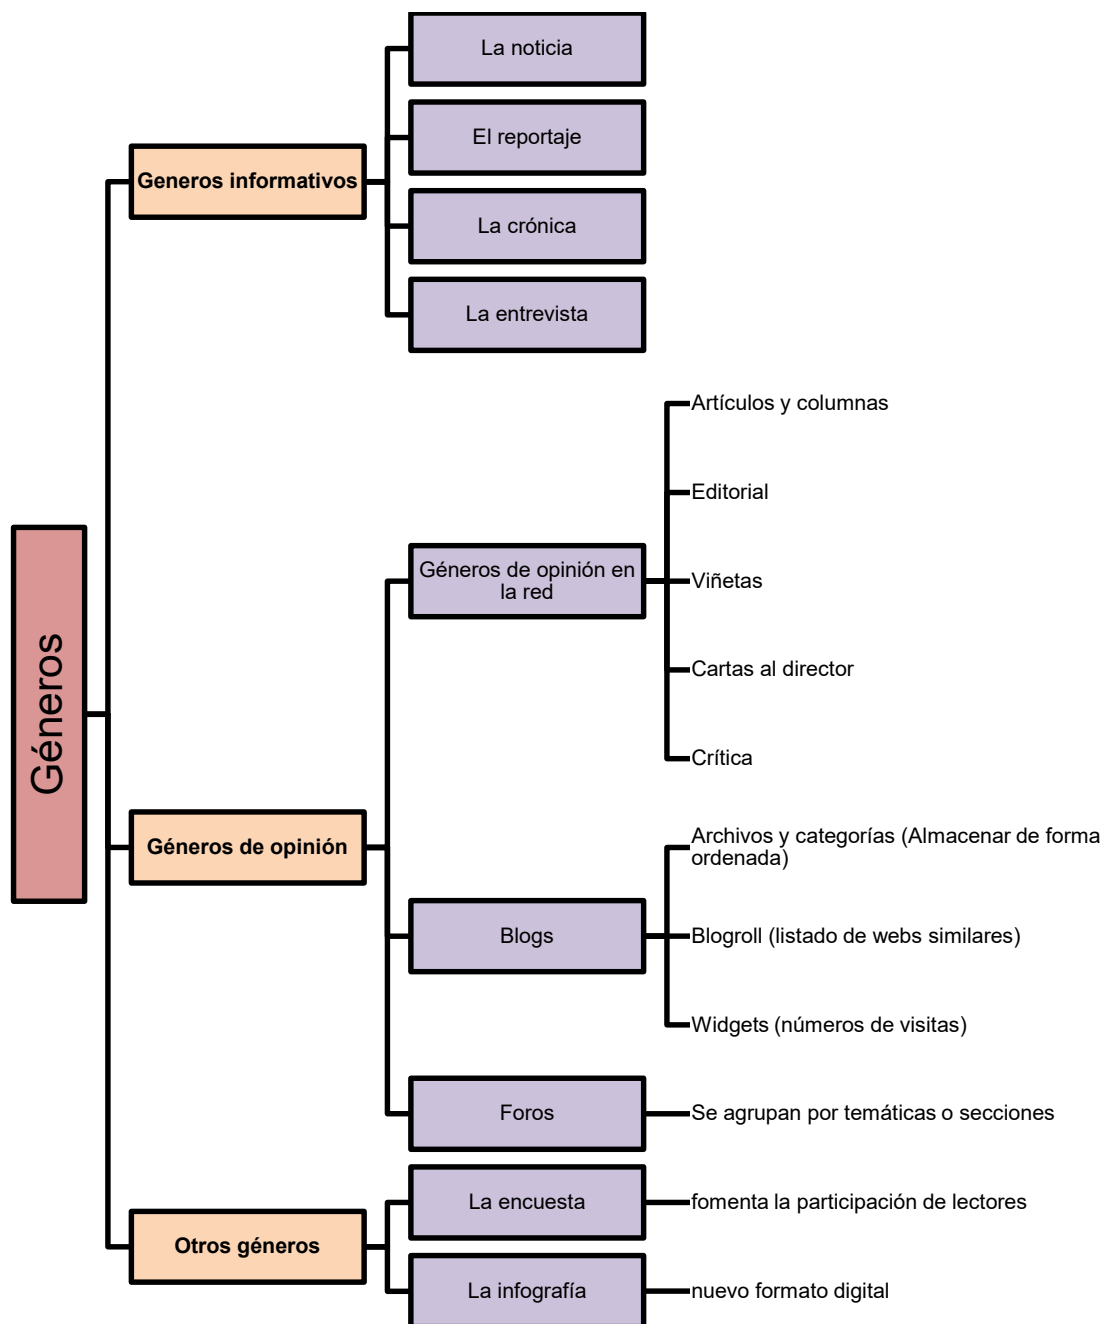 Géneros
Generos informativos
La noticia
El reportaje
La crónica
La entrevista
Géneros de opinión
Géneros de opinión en
la red
Artículos y columnas
Editorial
Viñetas
Cartas al director
Crítica
Blogs
Archivos y categorías (Almacenar de forma
ordenada)
Blogroll (listado de webs similares)
Widgets (números de visitas)
Foros
Se agrupan por temáticas o secciones
Otros géneros
La encuesta
fomenta la participación de lectores
La infografía
nuevo formato digital